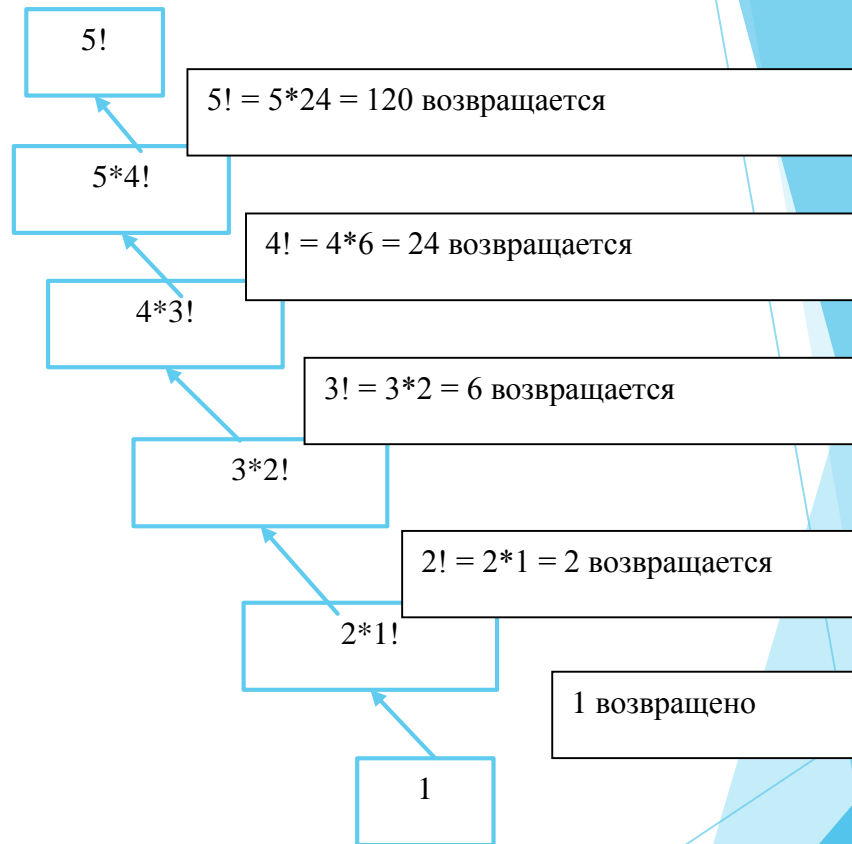 5!
5! = 5*24 = 120 возвращается
5*4!
4! = 4*6 = 24 возвращается
4*3!
3! = 3*2 = 6 возвращается
3*2!
2! = 2*1 = 2 возвращается
2*1!
1 возвращено
1